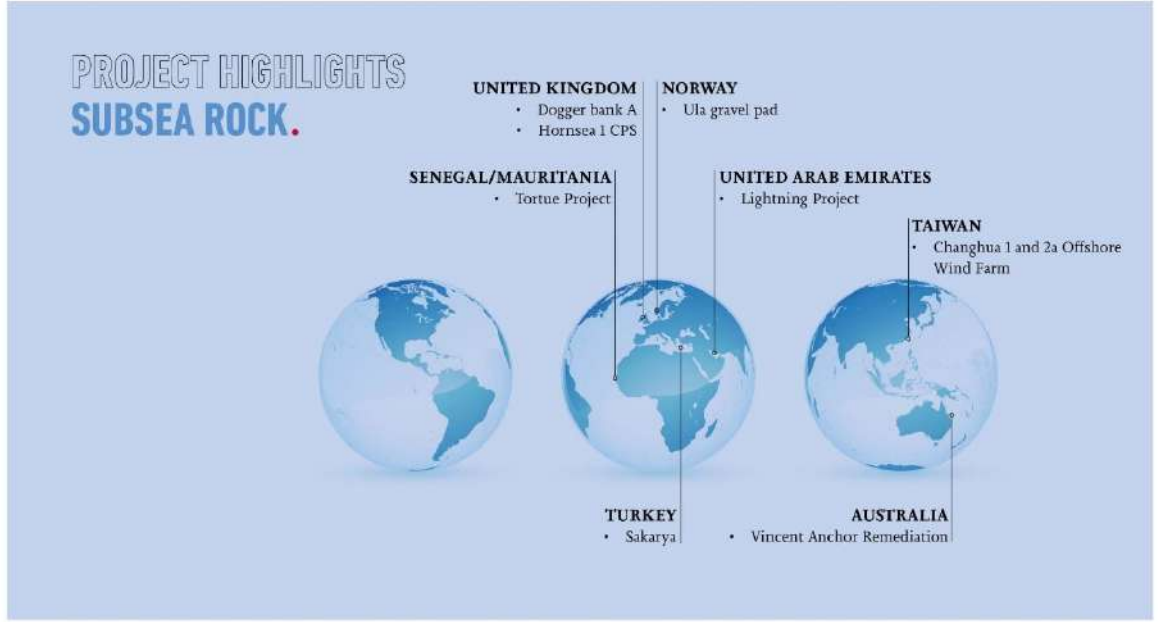 PROJECT HIGHLIGHTS
SUBSEA ROCK.
UNITED KINGDOM
• Dogger bank A
• Hornsea 1 CPS
NORWAY
• Ula gravel pad
SENEGAL/MAURITANIA
• Tortue Project
UNITED ARAB EMIRATES
• Lightning Project
TAIWAN
• Changhua 1 and 2a Offshore
Wind Farm
TURKEY
• Sakarya
AUSTRALIA
• Vincent Anchor Remediation